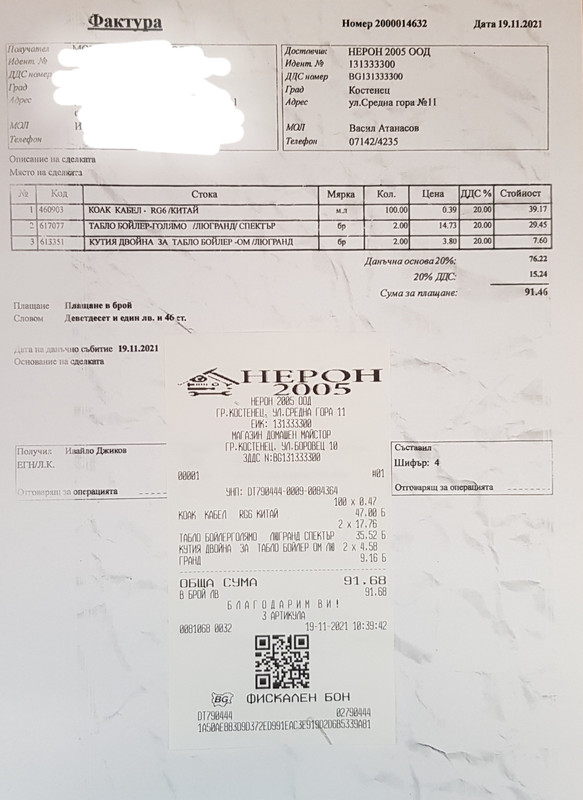 Фактура
Номер 2000014632
Дата 19.11.2021
Получател
Идент. №
ДДС номер
Град
Адрес
МОЛ
Телефон
Доставчик НЕРОН 2005 ООД
Идент. № 131333300
ДДС номер BG131333300
Град Костенец
Адрес ул.Средна гора №11
МОЛ Васил Атанасов
Телефон 07142/4235
Описание на сделката
Място на сделката
№ Код Стока Мярка Кол. Цена ДДС % Стойност
1 460903 КОАК КАБЕЛ - RG6 /КИТАЙ м.л 100.00 0.39 20.00 39.17
2 617077 ТАБЛО БОЙЛЕР-ГОЛЯМО /ЛЮГРАНД/ СПЕКТЪР бр 2.00 14.73 20.00 29.45
3 613351 КУТИЯ ДВОЙНА ЗА ТАБЛО БОЙЛЕР -ОМ /ЛЮГРАНД бр 2.00 3.80 20.00 7.60
Данъчна основа 20%: 76.22
20% ДДС: 15.24
Сума за плащане: 91.46
Плащане Плащане в брой
Словом Деветдесет и един лв. и 46 ст.
Дата на данъчно събитие 19.11.2021
Основание на сделката
Получил Ивайло Джиков
ЕГН/Л.К.
Отговарящ за операцията
Съставил
Шифър: 4
Отговарящ за операцията
НЕРОН
2005
НЕРОН 2005 ООД
ГР.КОСТЕНЕЦ, УЛ.СРЕДНА ГОРА 11
ЕИК: 131333300
МАГАЗИН ДОМАШЕН МАЙСТОР
ГР.КОСТЕНЕЦ, УЛ.БОРОВЕЦ 10
ЗДДС N:BG131333300
00001 #01
УНП: DT790444-0009-0084364
100 x 0.47
КОАК КАБЕЛ RG6 КИТАЙ 47.00 Б
2 x 17.76
ТАБЛО БОЙЛЕРГОЛЯМО ЛЮГРАНД СПЕКТЪР 35.52 Б
КУТИЯ ДВОЙНА ЗА ТАБЛО БОЙЛЕР ОМ ЛЮ 2 x 4.58
ГРАНД 9.16 Б
ОБЩА СУМА 91.68
В БРОЙ ЛВ 91.68
БЛАГОДАРИМ ВИ!
3 АРТИКУЛА
0081068 0032 19-11-2021 10:39:42
BG ФИСКАЛЕН БОН
DT790444 02790444
1A50AE8B3D9D372ED991EAC3E919D2D685339A81